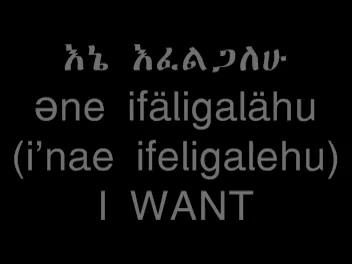 እኔ እፈልጋለሁ
əne ifäligalähu
(i’nae ifeligalehu)
I WANT